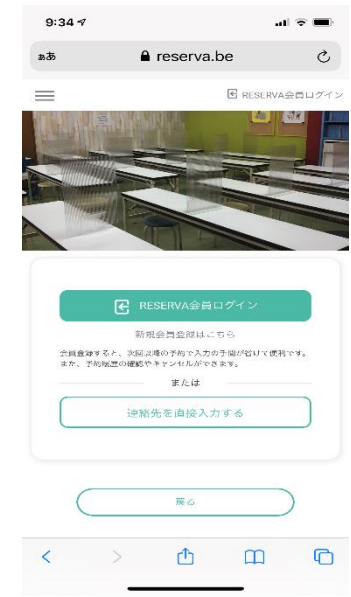 9:34
ぁあ reserva.be
RESERVA会員ログイン
RESERVA会員ログイン
新規会員登録はこちら
会員登録すると、次回以降の予約で入力の手間が省けて便利です。
また、予約履歴の確認やキャンセルができます。
または
連絡先を直接入力する
戻る